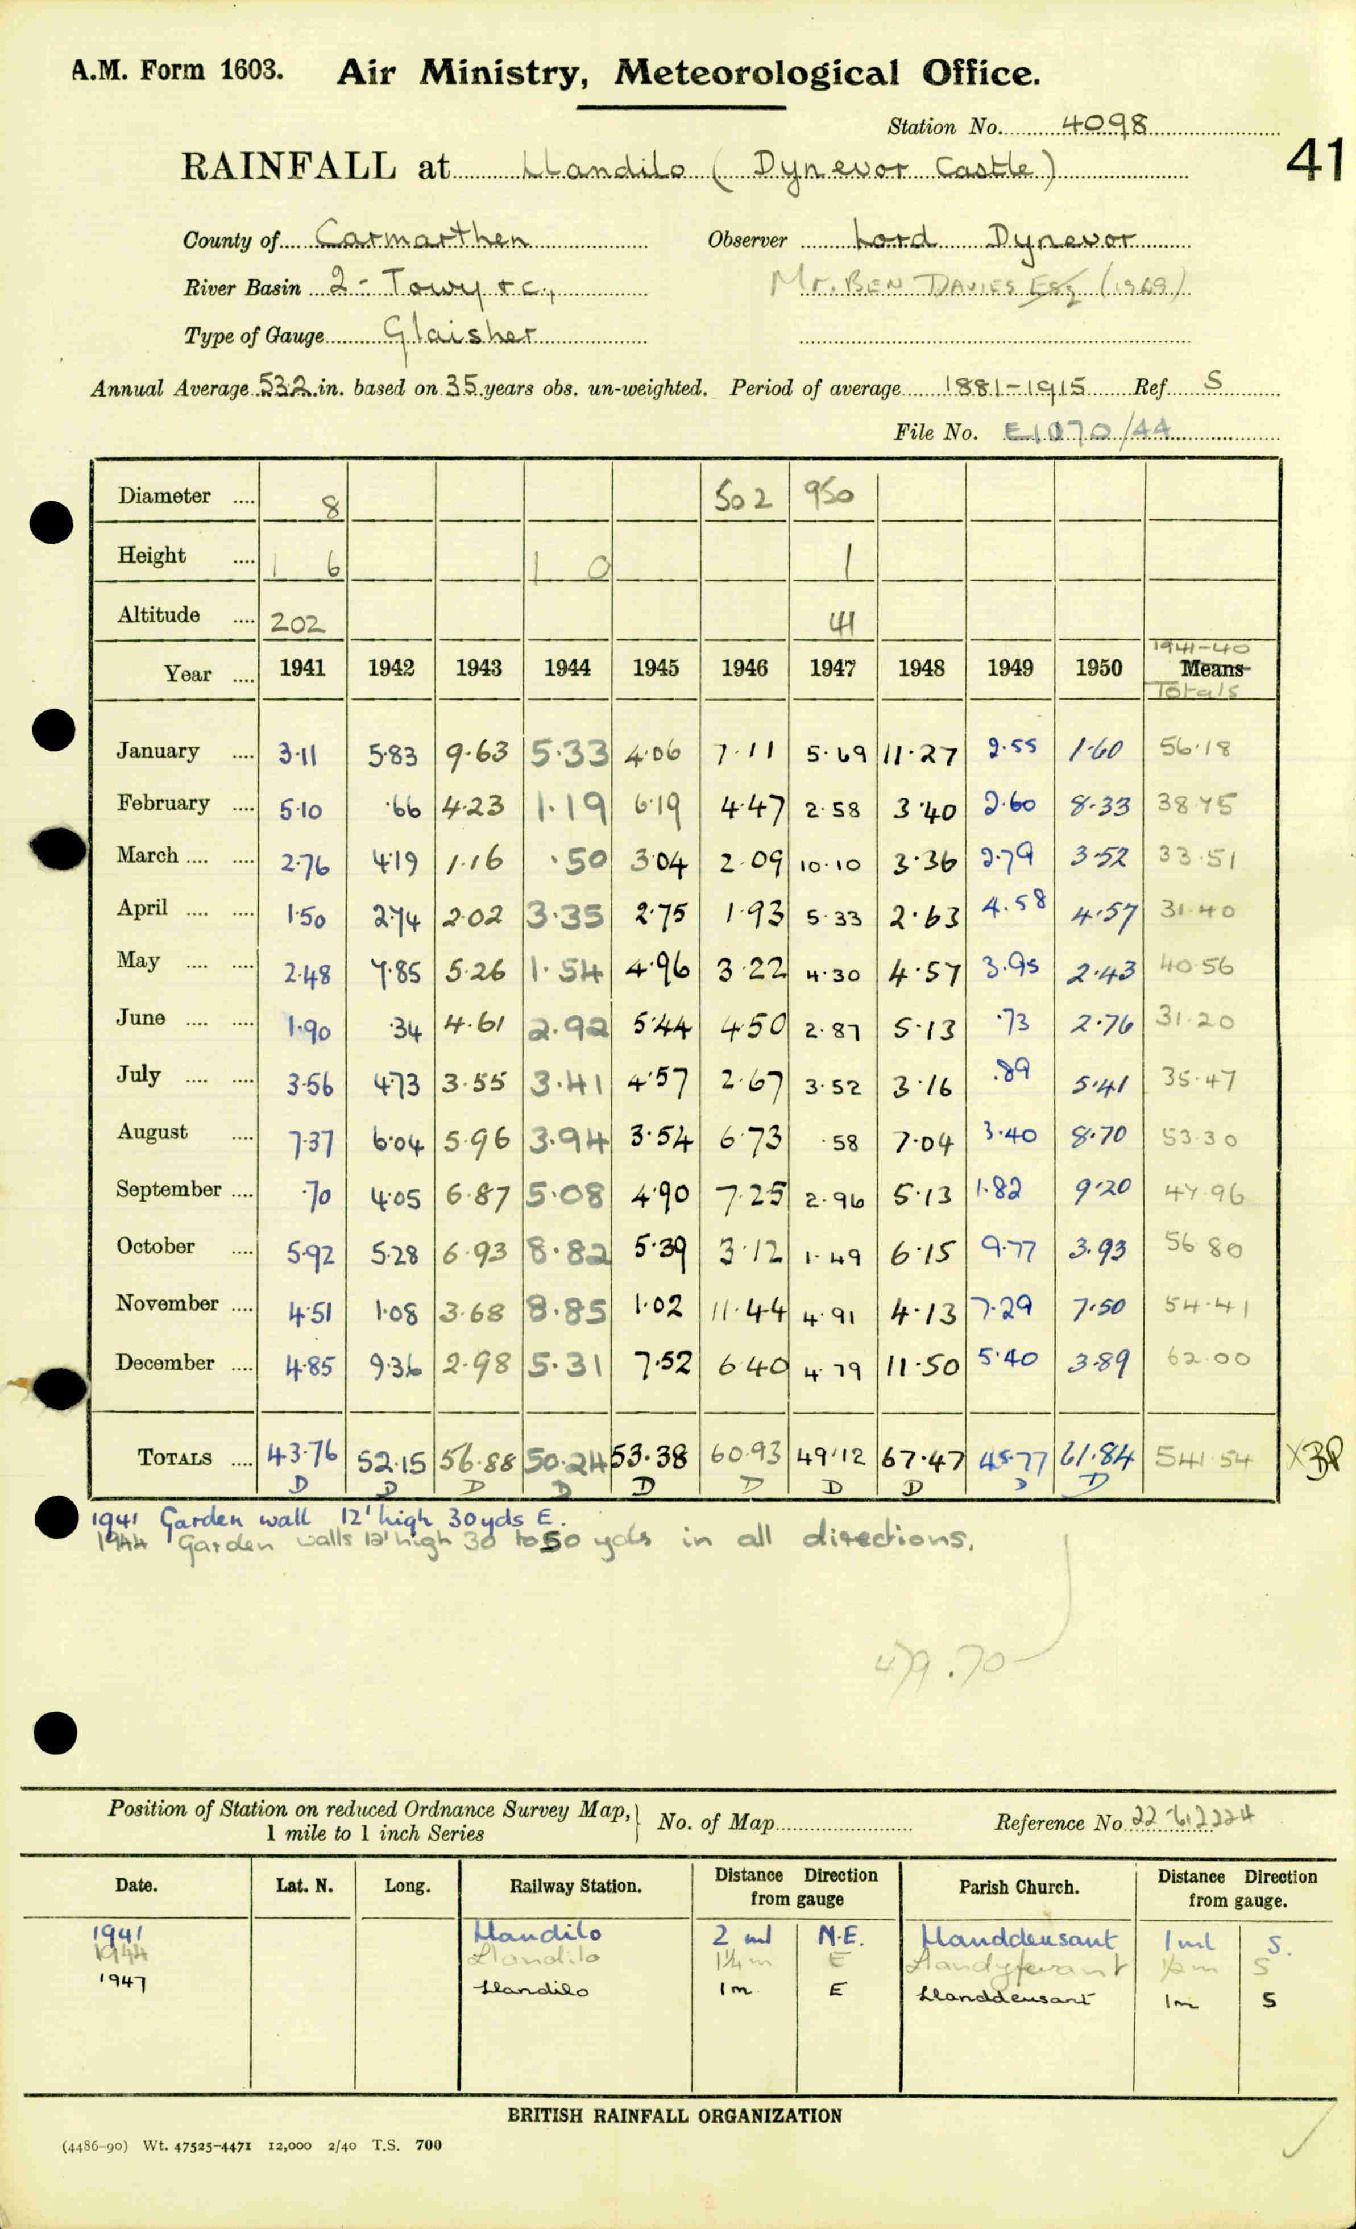 A.M. Form 1603. Air Ministry, Meteorological Office.
Station No. 4098
41
RAINFALL at Llandilo (Dynevor Castle)
County of Carmarthen Observer Lord Dynevor
River Basin 2 - Towy &c., Mr. BEN DAVIES Esq (1949)
Type of Gauge Glaisher
Annual Average 53.2 in. based on 35 years obs. un-weighted. Period of average 1881-1915 Ref S
File No. E1070/44
Diameter .... 8 502 950
Height .... 1 6 1 0 1
Altitude .... 202 41
1941-40
Year .... 1941 1942 1943 1944 1945 1946 1947 1948 1949 1950 Means
Totals
January .... 3.11 5.83 9.63 5.33 4.06 7.11 5.69 11.27 2.55 1.60 56.18
February .... 5.10 .66 4.23 1.19 6.19 4.47 2.58 3.40 2.60 8.33 38.75
March .... .... 2.76 4.19 1.16 .50 3.04 2.09 10.10 3.36 2.79 3.52 33.51
April .... .... 1.50 2.74 2.02 3.35 2.75 1.93 5.33 2.63 4.58 4.57 31.40
May .... .... 2.48 7.85 5.26 1.54 4.96 3.22 4.30 4.57 3.95 2.43 40.56
June .... .... 1.90 .34 4.61 2.92 5.44 4.50 2.87 5.13 .73 2.76 31.20
July .... .... 3.56 4.73 3.55 3.41 4.57 2.67 3.52 3.16 .89 5.41 35.47
August .... 7.37 6.04 5.96 3.94 3.54 6.73 .58 7.04 3.40 8.70 53.30
September .... .70 4.05 6.87 5.08 4.90 7.25 2.96 5.13 1.82 9.20 47.96
October .... 5.92 5.28 6.93 8.82 5.39 3.12 1.49 6.15 9.77 3.93 56.80
November .... 4.51 1.08 3.68 8.85 1.02 11.44 4.91 4.13 7.29 7.50 54.41
December .... 4.85 9.36 2.98 5.31 7.52 6.40 4.79 11.50 5.40 3.89 62.00
TOTALS .... 43.76 52.15 56.88 50.24 53.38 60.93 49.12 67.47 45.77 61.84 541.54
D D D D D D D D D D
1941 Garden wall 12' high 30yds E.
1944 Garden walls 12' high 30 to 50 yds in all directions.
479.70
Position of Station on reduced Ordnance Survey Map, No. of Map Reference No 22-612224
1 mile to 1 inch Series
Date. Lat. N. Long. Railway Station. Distance Direction from gauge Parish Church. Distance Direction from gauge.
1941 Llandilo 2 ml N.E. Llanddeusant 1ml S.
1944 Llandilo 1¼m E ½m S
1947 Llandilo 1m E Llanddeusant 1m S
BRITISH RAINFALL ORGANIZATION
(4486-90) Wt. 47525-4471 12,000 2/40 T.S. 700